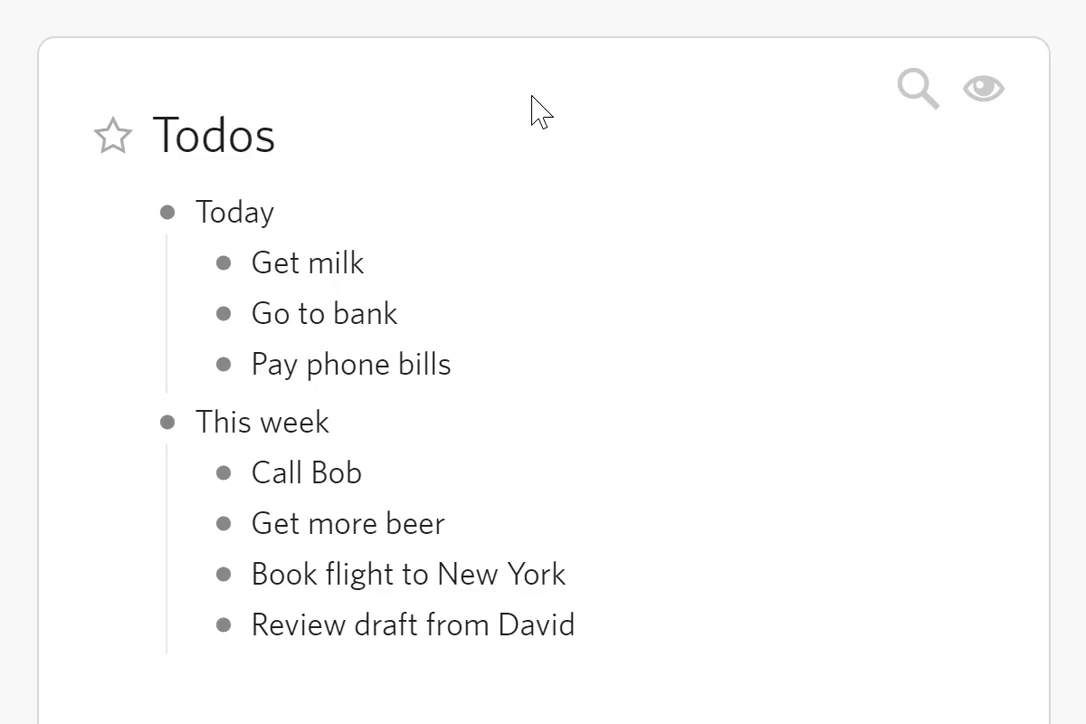 Todos
Today
Get milk
Go to bank
Pay phone bills
This week
Call Bob
Get more beer
Book flight to New York
Review draft from David